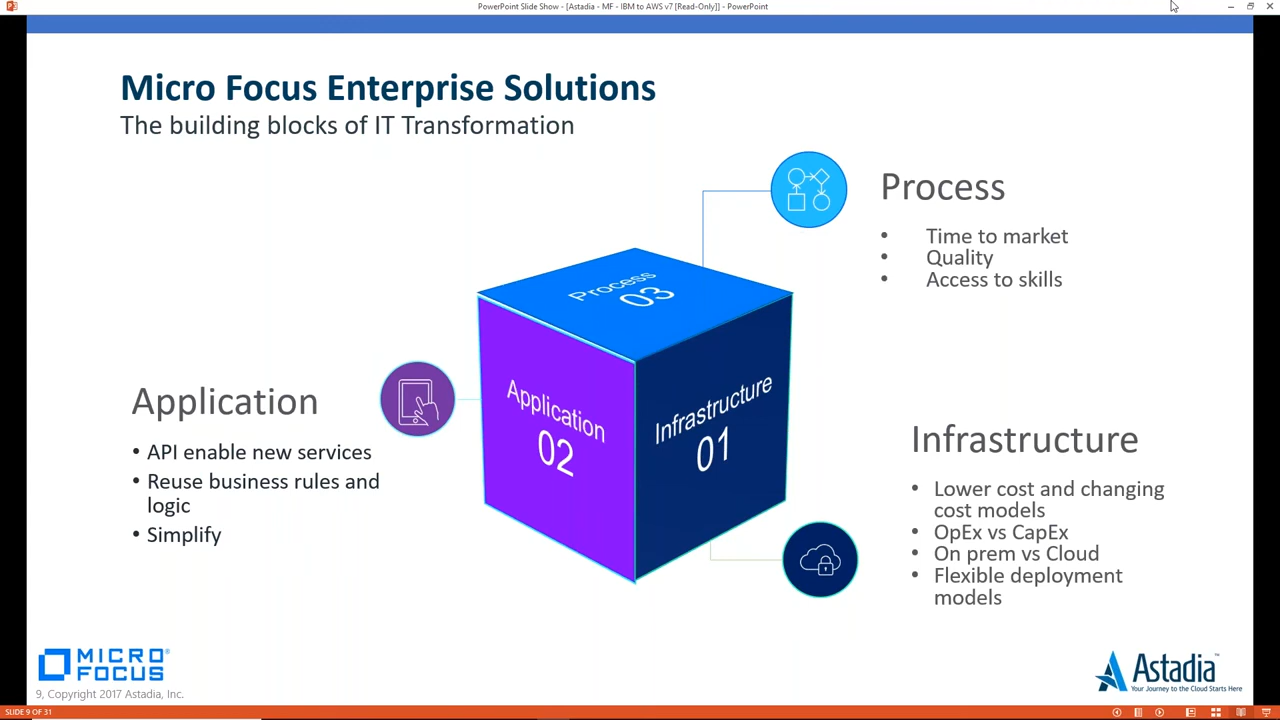 PowerPoint Slide Show - [Astadia - MF - IBM to AWS v7 [Read-Only]] - PowerPoint
Micro Focus Enterprise Solutions
The building blocks of IT Transformation
Process
• Time to market
• Quality
• Access to skills
Process
03
Application
02
Infrastructure
01
Application
• API enable new services
• Reuse business rules and
logic
• Simplify
Infrastructure
• Lower cost and changing
cost models
• OpEx vs CapEx
• On prem vs Cloud
• Flexible deployment
models
MICRO
FOCUS®
9, Copyright 2017 Astadia, Inc.
Astadia™
Your Journey to the Cloud Starts Here
SLIDE 9 OF 31